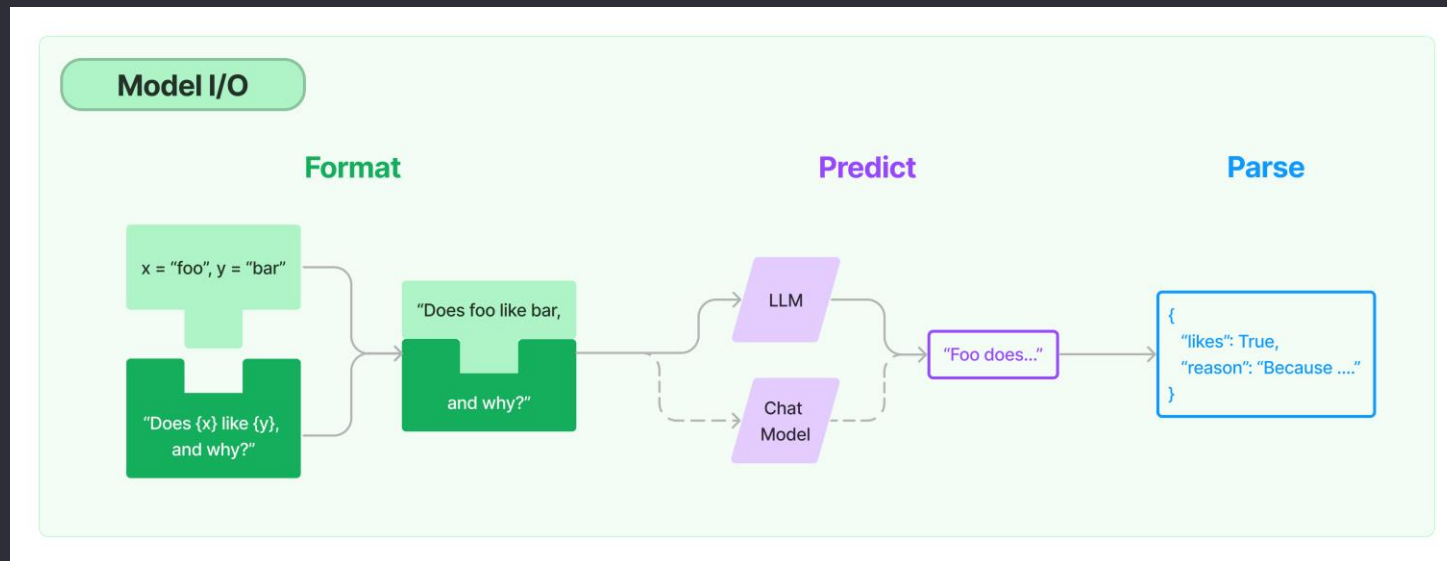 Model I/O
Format
Predict
Parse
x = “foo”, y = “bar”
“Does {x} like {y},
and why?”
“Does foo like bar,
and why?”
LLM
Chat
Model
“Foo does...”
{
“likes”: True,
“reason”: “Because ....”
}